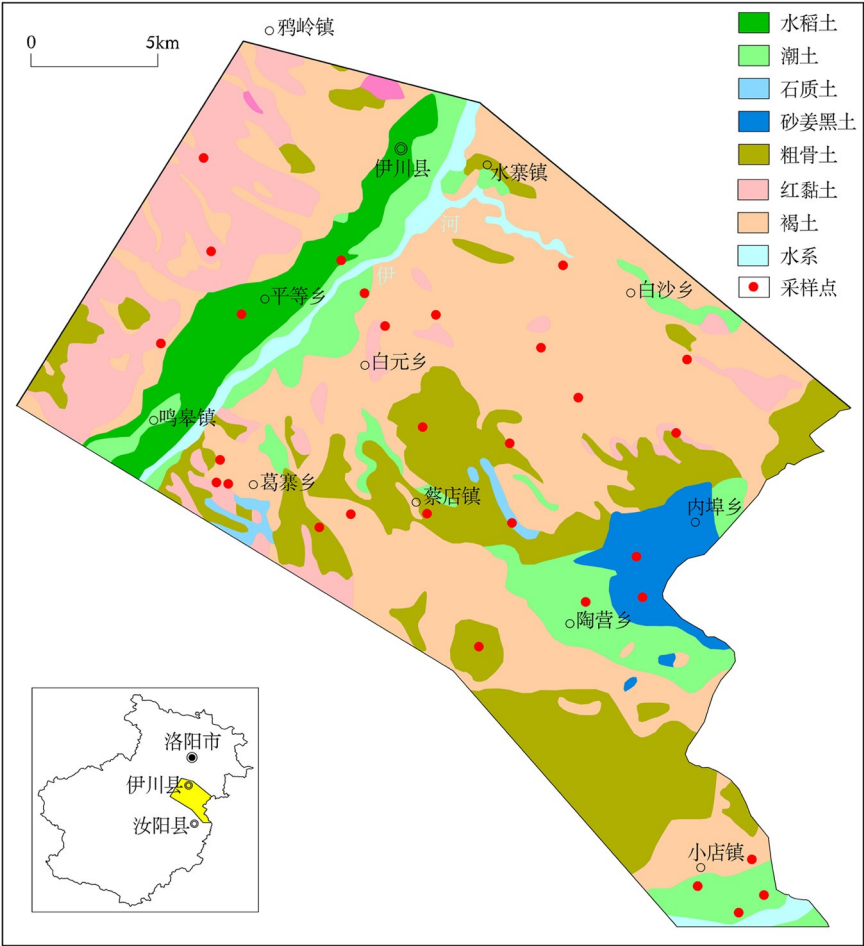 鸦岭镇
0 5km
水稻土
潮土
石质土
砂姜黑土
粗骨土
红黏土
褐土
水系
采样点
伊川县
水寨镇
河
伊
平等乡
白沙乡
白元乡
鸣皋镇
葛寨乡
蔡店镇
内埠乡
陶营乡
洛阳市
伊川县
汝阳县
小店镇